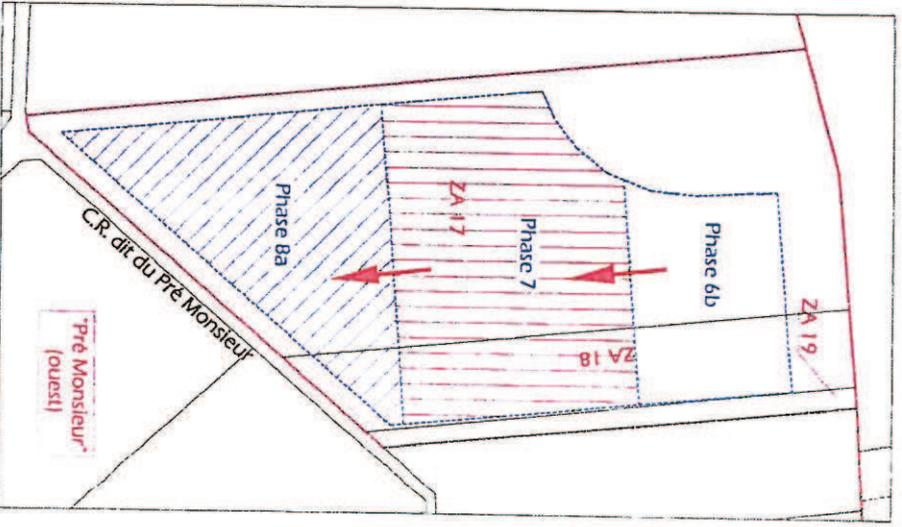 Phase 6b
ZA 19
Phase 7
ZA 17
ZA 18
Phase 8a
C.R. dit du Pré Monsieur
"Pré Monsieur"
(ouest)